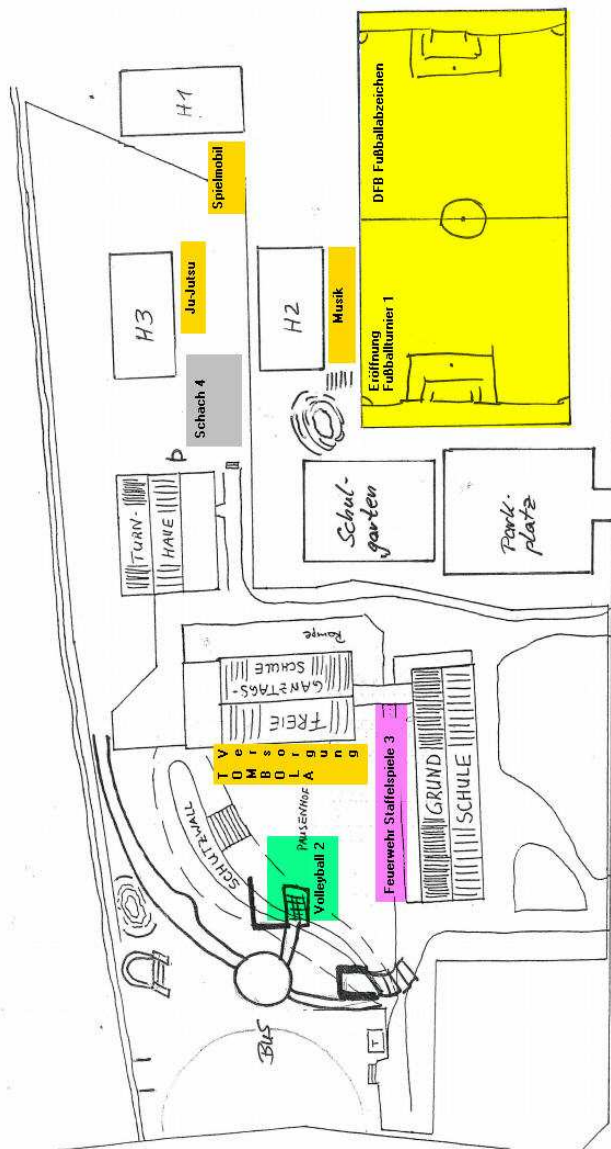 H1
Spielmobil
H3
Ju-Jutsu
Schach 4
H2
Musik
DFB Fußballabzeichen
Eröffnung
Fußballturnier 1
TURN-
HALLE
Schul-
garten
Park-
platz
Rampe
FREIE
GANZTAGS-
SCHULE
TOMBOLA
Versorgung
SCHUTZWALL
PAUSENHOF
Volleyball 2
Feuerwehr Staffelspiele 3
GRUND
SCHULE
BUS
T